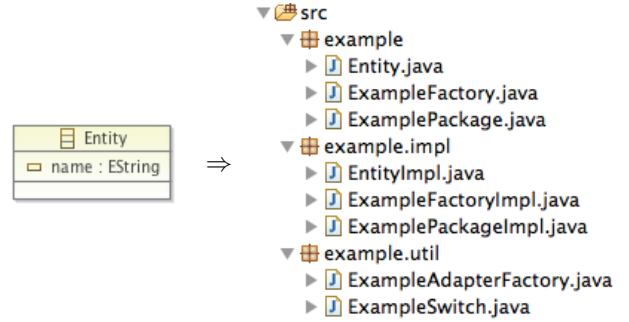 Entity
name : EString
⇒
src
example
Entity.java
ExampleFactory.java
ExamplePackage.java
example.impl
EntityImpl.java
ExampleFactoryImpl.java
ExamplePackageImpl.java
example.util
ExampleAdapterFactory.java
ExampleSwitch.java